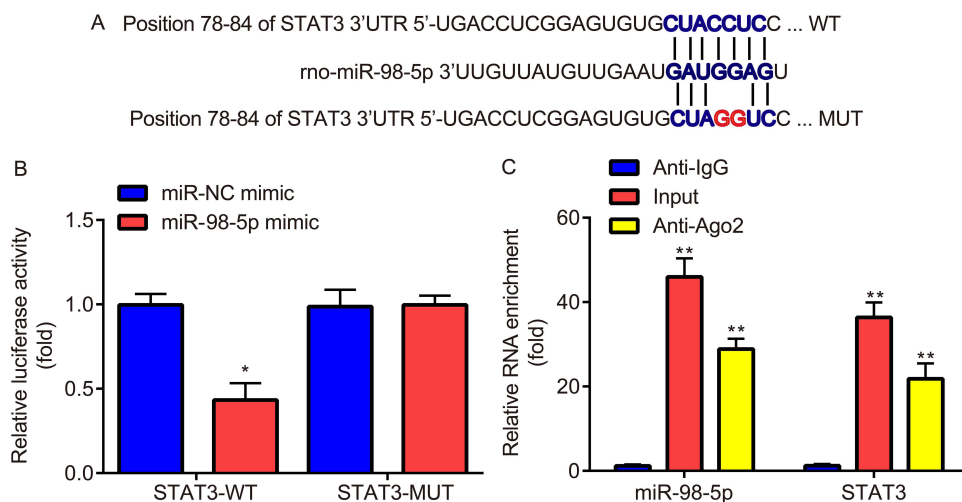 A Position 78-84 of STAT3 3'UTR 5'-UGACCUCGGAGUGUGCUACCUCC ... WT
rno-miR-98-5p 3'UUGUUAUGUUGAAUGAUGGAGU
Position 78-84 of STAT3 3'UTR 5'-UGACCUCGGAGUGUGCUAGGUCC ... MUT
B
miR-NC mimic
miR-98-5p mimic
Relative luciferase activity
(fold)
1.5
1.0
0.5
0.0
*
STAT3-WT STAT3-MUT
C
Anti-IgG
Input
Anti-Ago2
Relative RNA enrichment
(fold)
60
40
20
0
** ** ** **
miR-98-5p STAT3